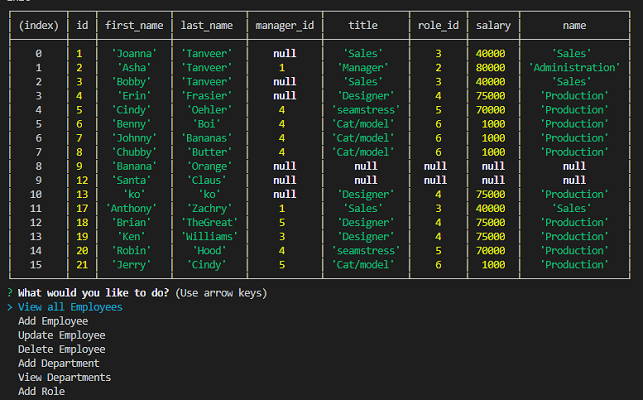 (index) id first_name last_name manager_id title role_id salary name
0 1 'Joanna' 'Tanveer' null 'Sales' 3 40000 'Sales'
1 2 'Asha' 'Tanveer' 1 'Manager' 2 80000 'Administration'
2 3 'Bobby' 'Tanveer' null 'Sales' 3 40000 'Sales'
3 4 'Erin' 'Frasier' null 'Designer' 4 75000 'Production'
4 5 'Cindy' 'Oehler' 4 'seamstress' 5 70000 'Production'
5 6 'Benny' 'Boi' 4 'Cat/model' 6 1000 'Production'
6 7 'Johnny' 'Bananas' 4 'Cat/model' 6 1000 'Production'
7 8 'Chubby' 'Butter' 4 'Cat/model' 6 1000 'Production'
8 9 'Banana' 'Orange' null null null null null
9 12 'Santa' 'Claus' null null null null null
10 13 'ko' 'ko' null 'Designer' 4 75000 'Production'
11 17 'Anthony' 'Zachry' 1 'Sales' 3 40000 'Sales'
12 18 'Brian' 'TheGreat' 5 'Designer' 4 75000 'Production'
13 19 'Ken' 'Williams' 3 'Designer' 4 75000 'Production'
14 20 'Robin' 'Hood' 4 'seamstress' 5 70000 'Production'
15 21 'Jerry' 'Cindy' 5 'Cat/model' 6 1000 'Production'
? What would you like to do? (Use arrow keys)
> View all Employees
Add Employee
Update Employee
Delete Employee
Add Department
View Departments
Add Role